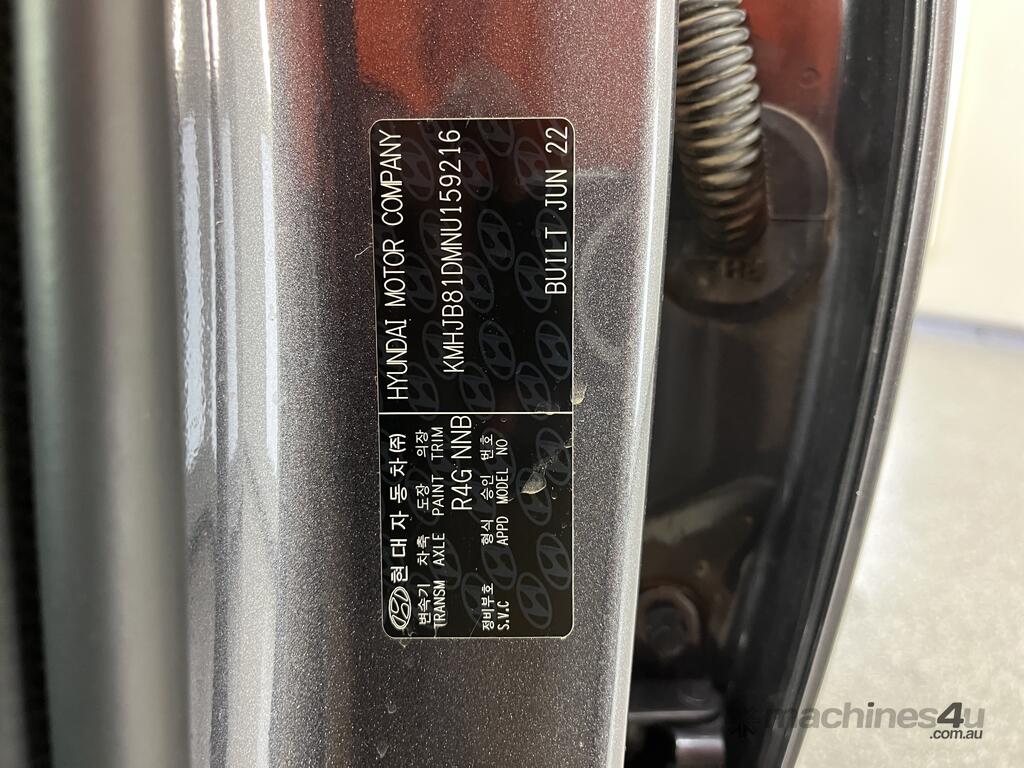 현대자동차(주)
변속기 차축 도장 의장
TRANSM AXLE PAINT TRIM
R4G NNB
정비부호 형식 승인 번호
S.V.C APPD MODEL NO
HYUNDAI MOTOR COMPANY
KMHJB81DMNU159216
BUILT JUN 22
machines4u
.com.au